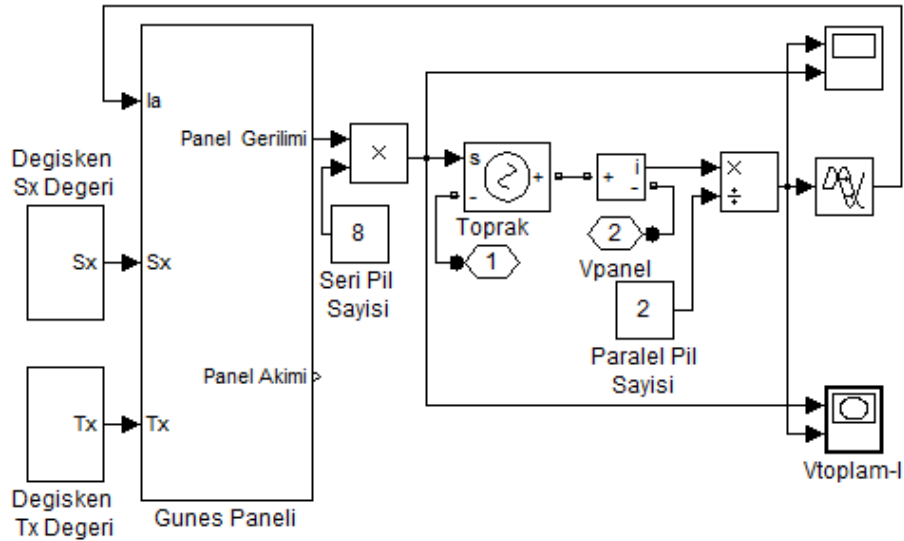 Ia
Panel Gerilimi
Degisken
Sx Degeri
Sx
Sx
8
Seri Pil
Sayisi
s
+
-
Toprak
1
+
i
-
2
Vpanel
2
Paralel Pil
Sayisi
×
×
÷
Panel Akimi
Tx
Tx
Degisken
Tx Degeri
Gunes Paneli
Vtoplam-I